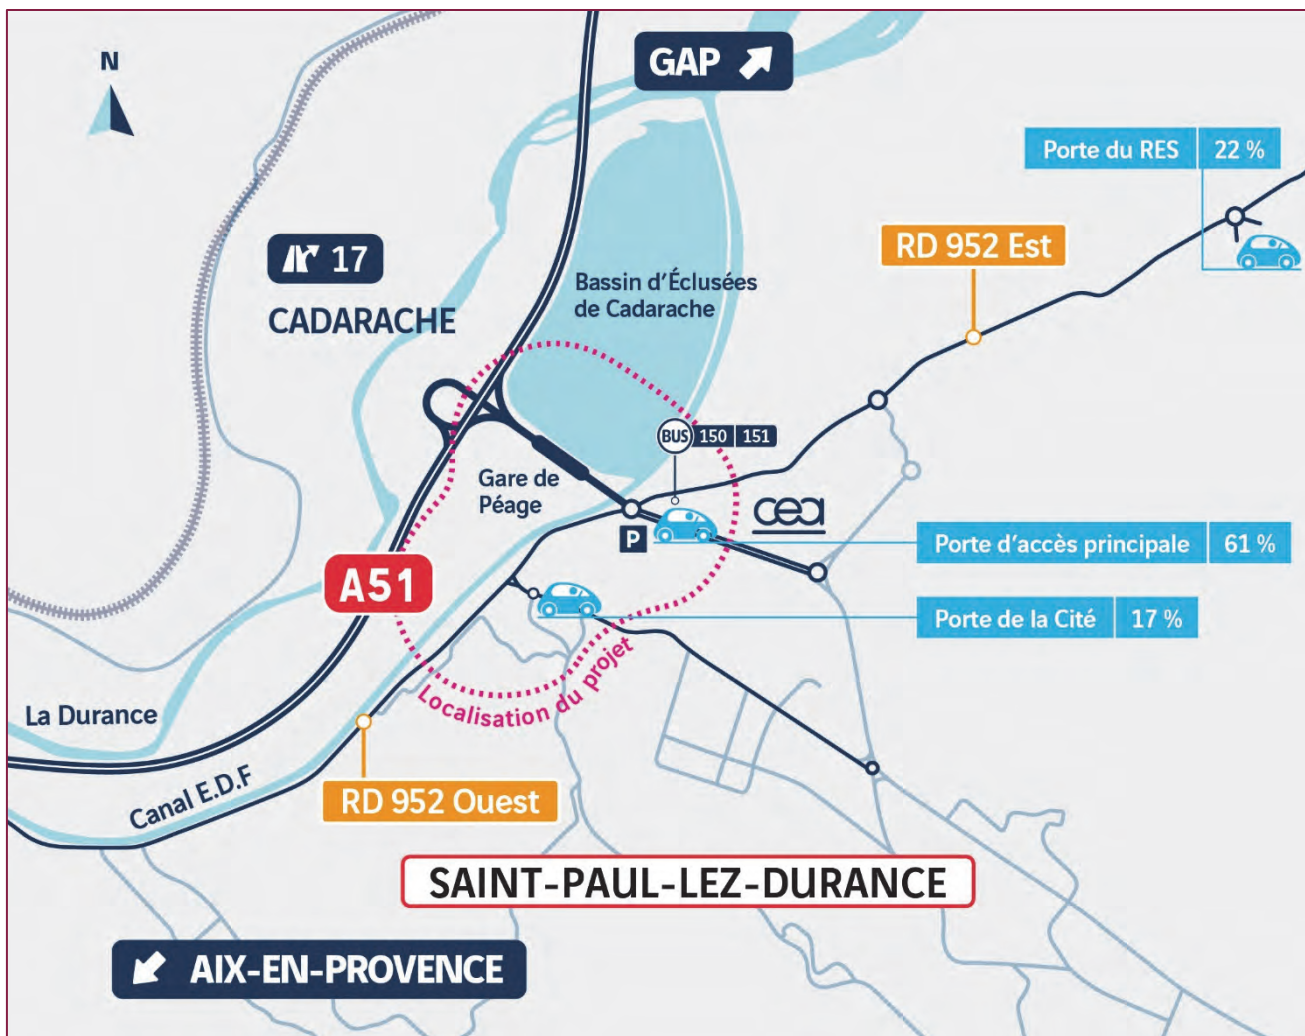 N
GAP
Porte du RES 22 %
17
CADARACHE
RD 952 Est
Bassin d'Éclusées
de Cadarache
BUS 150 151
Gare de
Péage
cea
P
Porte d'accès principale 61 %
A51
Porte de la Cité 17 %
Localisation du projet
La Durance
Canal E.D.F
RD 952 Ouest
SAINT-PAUL-LEZ-DURANCE
AIX-EN-PROVENCE